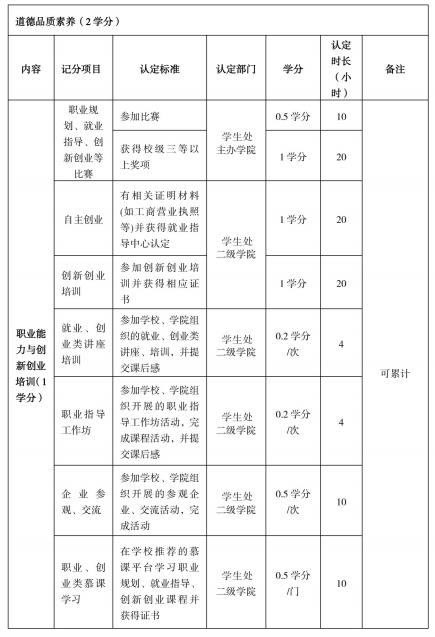 道德品质素养（2学分）
内容
记分项目
认定标准
认定部门
学分
认定
时长
（小
时）
备注
职业能
力与创
新创业
培训（1
学分）
职业规
划、就业
指导、创
新创业等
比赛
参加比赛
学生处
主办学院
0.5学分
10
获得校级三等以
上奖项
1学分
20
自主创业
有相关证明材料
(如工商营业执照
等)并获得就业指
导中心认定
学生处
二级学院
1学分
20
创新创业
培训
参加创新创业培
训并获得相应证
书
1学分
20
就业、创
业类讲座
培训
参加学校、学院组
织的就业、创业类
讲座、培训，并提
交课后感
学生处
二级学院
0.2学分
/次
4
职业指导
工作坊
参加学校、学院组
织开展的职业指
导工作坊活动，完
成课程活动，并提
交课后感
学生处
二级学院
0.2学分
/次
4
企业参
观、交流
参加学校、学院组
织开展的参观企
业、交流活动，完
成活动
学生处
二级学院
0.5学分
/次
10
职业、创
业类慕课
学习
在学校推荐的慕
课平台学习职业
规划、就业指导、
创新创业课程并
获得证书
学生处
二级学院
0.5学分
/门
10
可累计